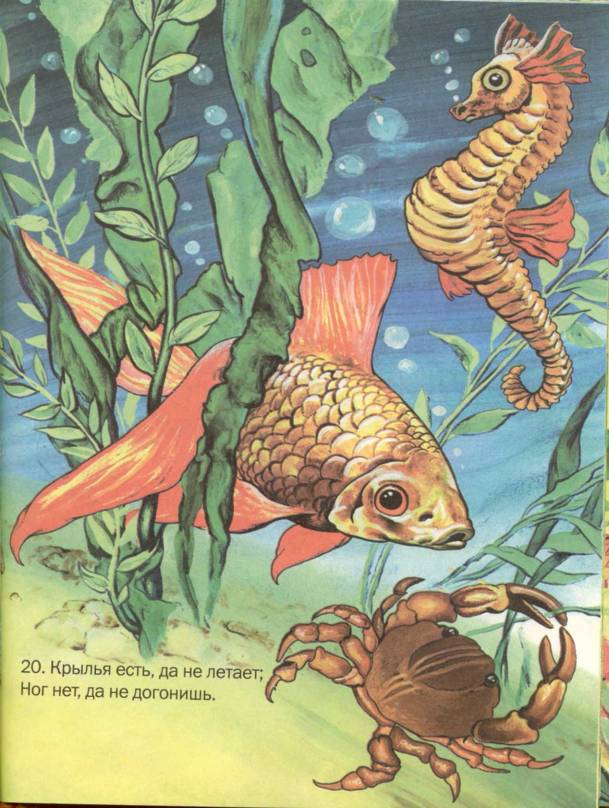 20. Крылья есть, да не летает;
Ног нет, да не догонишь.